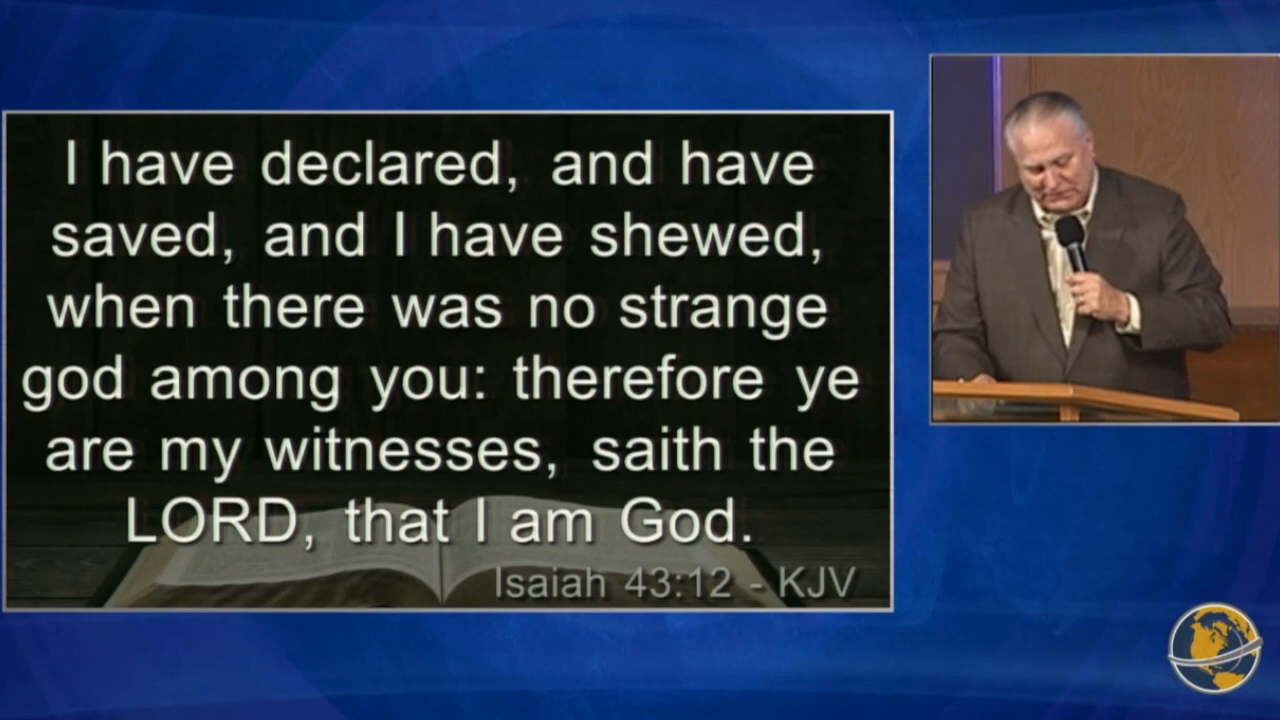 I have declared, and have
saved, and I have shewed,
when there was no strange
god among you: therefore ye
are my witnesses, saith the
LORD, that I am God.
Isaiah 43:12 - KJV